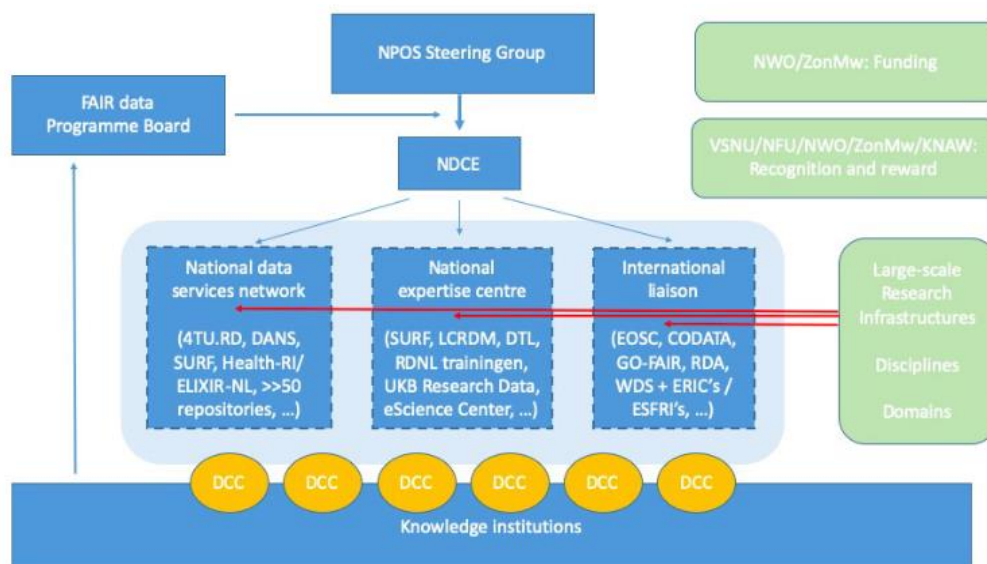 NPOS Steering Group
NWO/ZonMw: Funding
FAIR data
Programme Board
VSNU/NFU/NWO/ZonMw/KNAW:
Recognition and reward
NDCE
National data
services network
(4TU.RD, DANS,
SURF, Health-RI/
ELIXIR-NL, >>50
repositories, ...)
National
expertise centre
(SURF, LCRDM, DTL,
RDNL trainingen,
UKB Research Data,
eScience Center, ...)
International
liaison
(EOSC, CODATA,
GO-FAIR, RDA,
WDS + ERIC's /
ESFRI's, ...)
Large-scale
Research
Infrastructures
Disciplines
Domains
DCC
DCC
DCC
DCC
DCC
DCC
Knowledge institutions